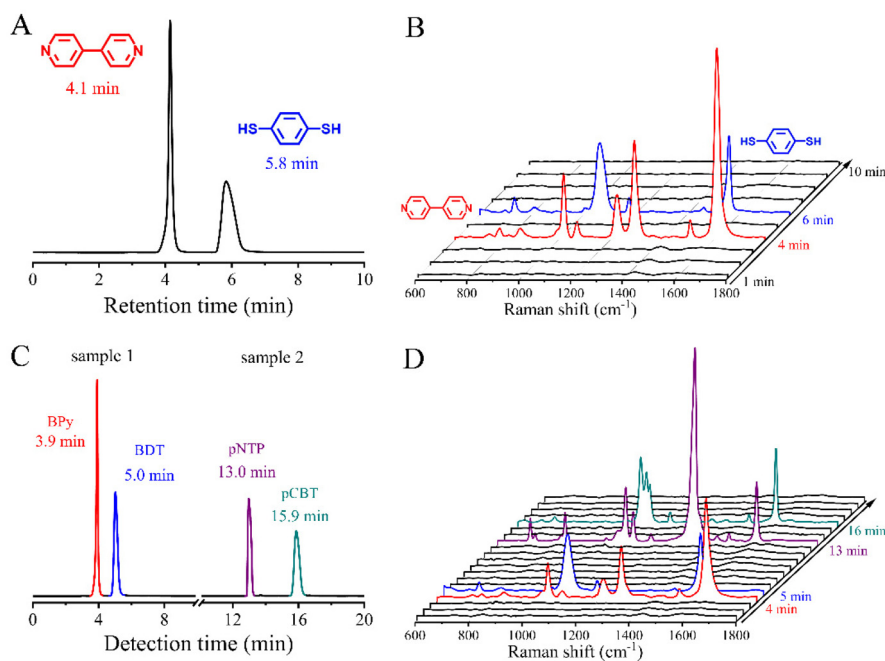 A
N
N
4.1 min
HS
SH
5.8 min
0
2
4
6
8
10
Retention time (min)
B
HS
SH
N
N
10 min
6 min
4 min
1 min
600
800
1000
1200
1400
1600
1800
Raman shift (cm-1)
C
sample 1
sample 2
BPy
3.9 min
BDT
5.0 min
pNTP
13.0 min
pCBT
15.9 min
0
4
8
12
16
20
Detection time (min)
D
16 min
13 min
5 min
4 min
600
800
1000
1200
1400
1600
1800
Raman shift (cm-1)